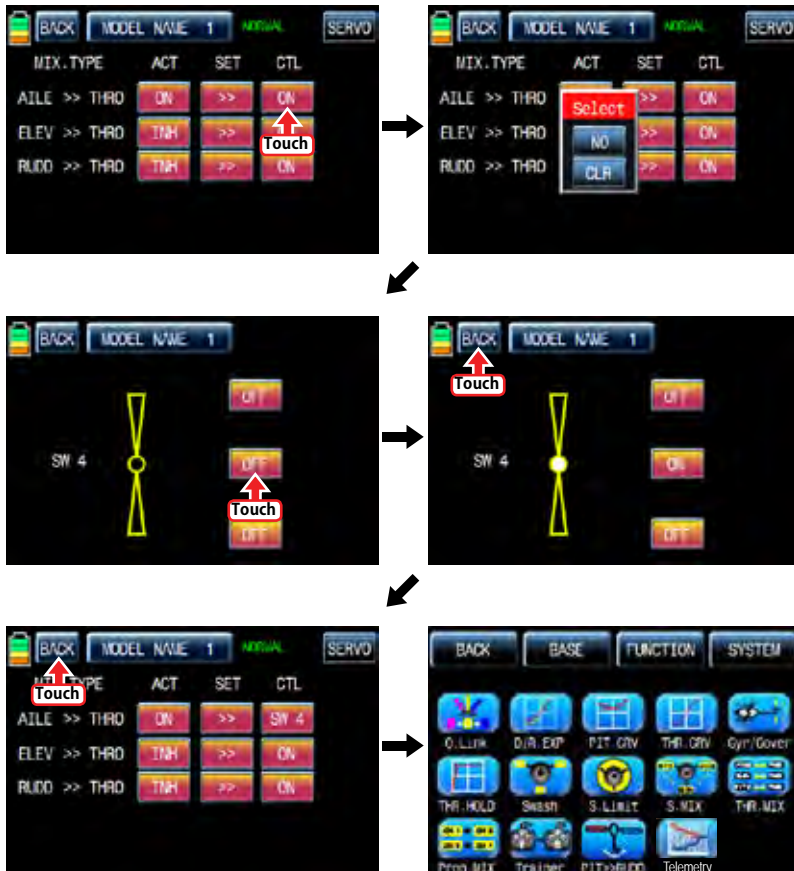 BACK MODEL NAME 1 NORMAL SERVO
MIX.TYPE ACT SET CTL
AILE >> THRO ON >> ON
ELEV >> THRO INH >>
Touch
RUDD >> THRO INH >> ON
BACK MODEL NAME 1 NORMAL SERVO
MIX.TYPE ACT SET CTL
AILE >> THRO >> ON
Select
ELEV >> THRO >> ON
NO
RUDD >> THRO >> ON
CLR
BACK MODEL NAME 1
OFF
SW 4 OFF
Touch
OFF
BACK MODEL NAME 1
Touch
OFF
SW 4 ON
OFF
BACK MODEL NAME 1 NORMAL SERVO
Touch
ACT SET CTL
AILE >> THRO ON >> SW 4
ELEV >> THRO INH >> ON
RUDD >> THRO INH >> ON
BACK BASE FUNCTION SYSTEM
Q.Link D/R.EXP PIT.CRV THR.CRV Gyr/Gover
THR.HOLD Swash S.Limit S.MIX THR.MIX
Prog.MIX Trainer PIT>>RUDD Telemetry